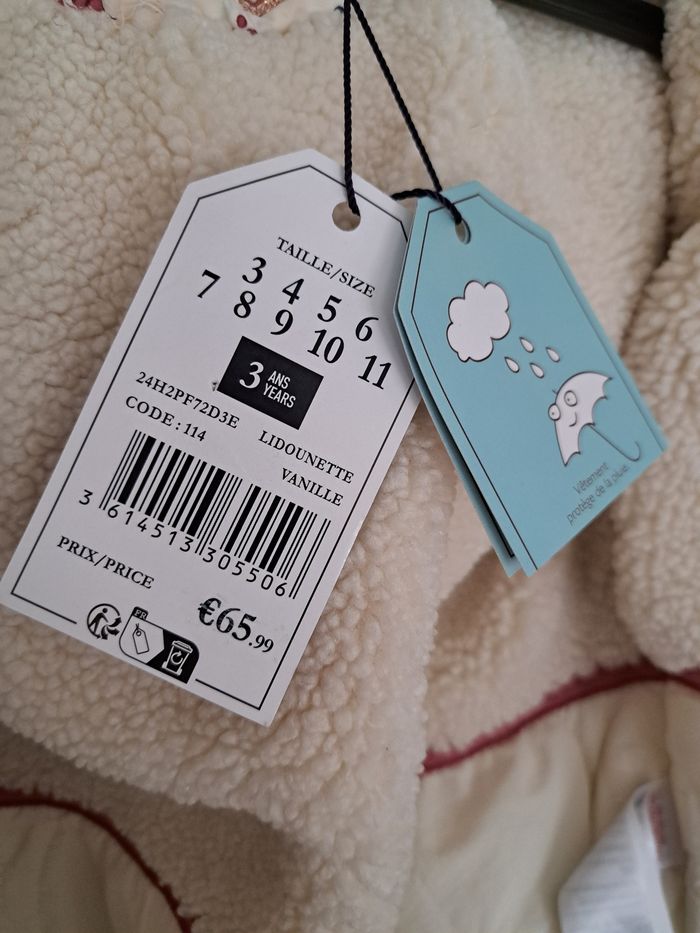 TAILLE/SIZE
3 4 5 6
7 8 9 10 11
3 ANS
YEARS
24H2PF72D3E LIDOUNETTE
CODE : 114 VANILLE
3 614513 305506
PRIX/PRICE
€65.99
FR
Vêtement
protège de la pluie.